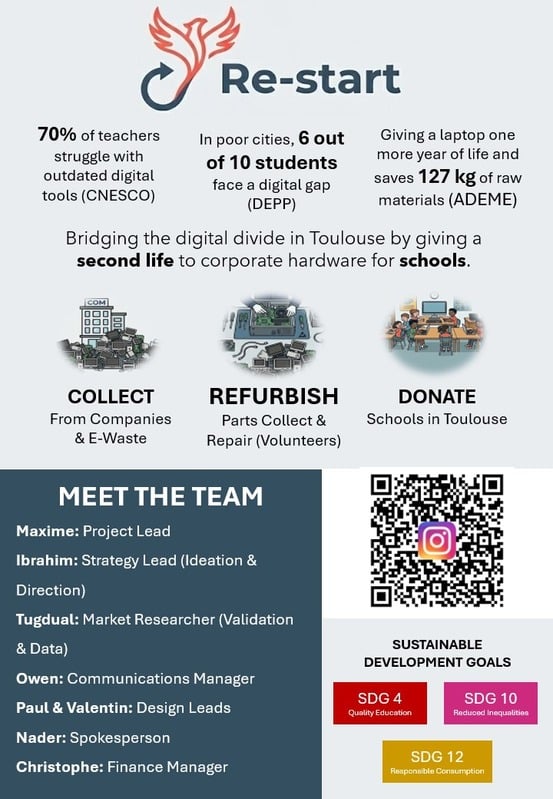 Re-start
70% of teachers
struggle with
outdated digital
tools (CNESCO)
In poor cities, 6 out
of 10 students
face a digital gap
(DEPP)
Giving a laptop one
more year of life and
saves 127 kg of raw
materials (ADEME)
Bridging the digital divide in Toulouse by giving a
second life to corporate hardware for schools.
COM
COLLECT
From Companies
& E-Waste
REFURBISH
Parts Collect &
Repair (Volunteers)
DONATE
Schools in Toulouse
MEET THE TEAM
Maxime: Project Lead
Ibrahim: Strategy Lead (Ideation &
Direction)
Tugdual: Market Researcher (Validation
& Data)
Owen: Communications Manager
Paul & Valentin: Design Leads
Nader: Spokesperson
Christophe: Finance Manager
SUSTAINABLE
DEVELOPMENT GOALS
SDG 4
Quality Education
SDG 10
Reduced Inequalities
SDG 12
Responsible Consumption